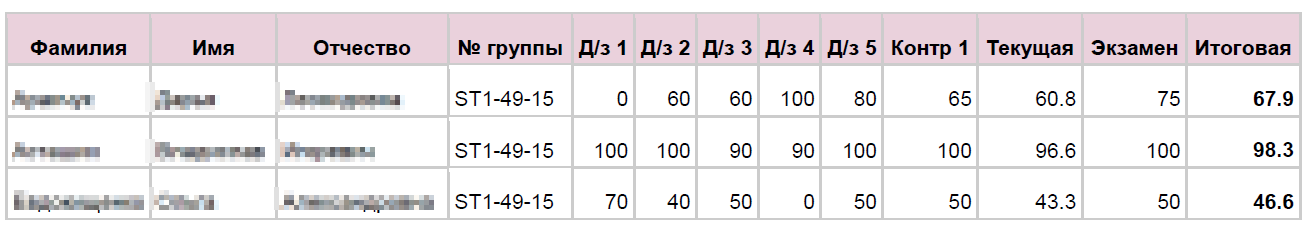 Фамилия Имя Отчество № группы Д/з 1 Д/з 2 Д/з 3 Д/з 4 Д/з 5 Контр 1 Текущая Экзамен Итоговая
ST1-49-15 0 60 60 100 80 65 60.8 75 67.9
ST1-49-15 100 100 90 90 100 100 96.6 100 98.3
ST1-49-15 70 40 50 0 50 50 43.3 50 46.6